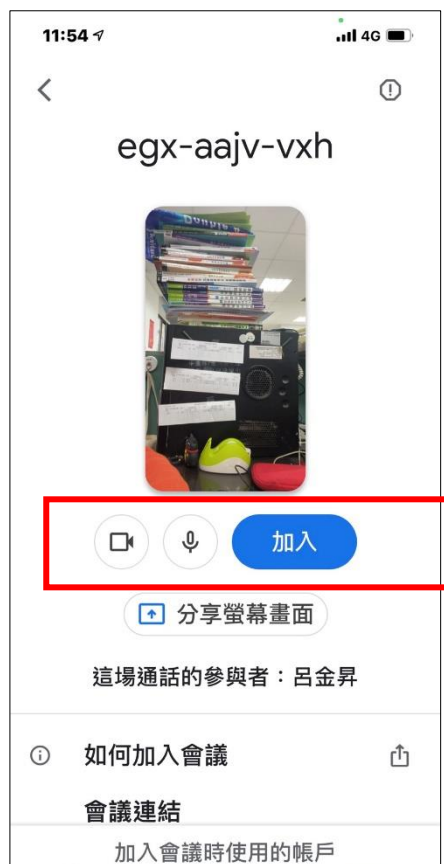 11:54
4G
egx-aajv-vxh
加入
分享螢幕畫面
這場通話的參與者：呂金昇
如何加入會議
會議連結
加入會議時使用的帳戶